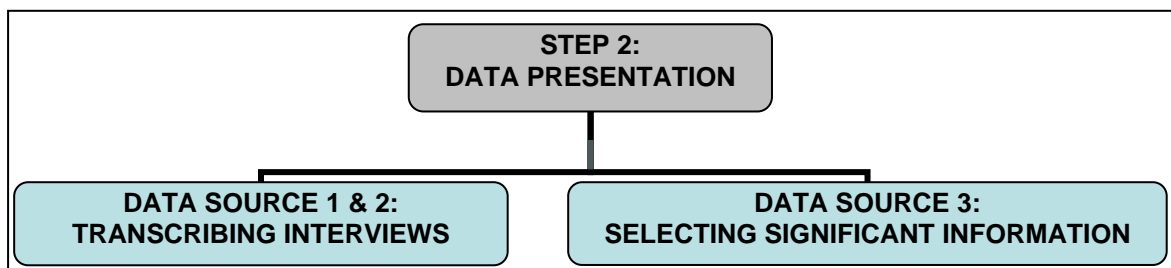 STEP 2:
DATA PRESENTATION
DATA SOURCE 1 & 2:
TRANSCRIBING INTERVIEWS
DATA SOURCE 3:
SELECTING SIGNIFICANT INFORMATION